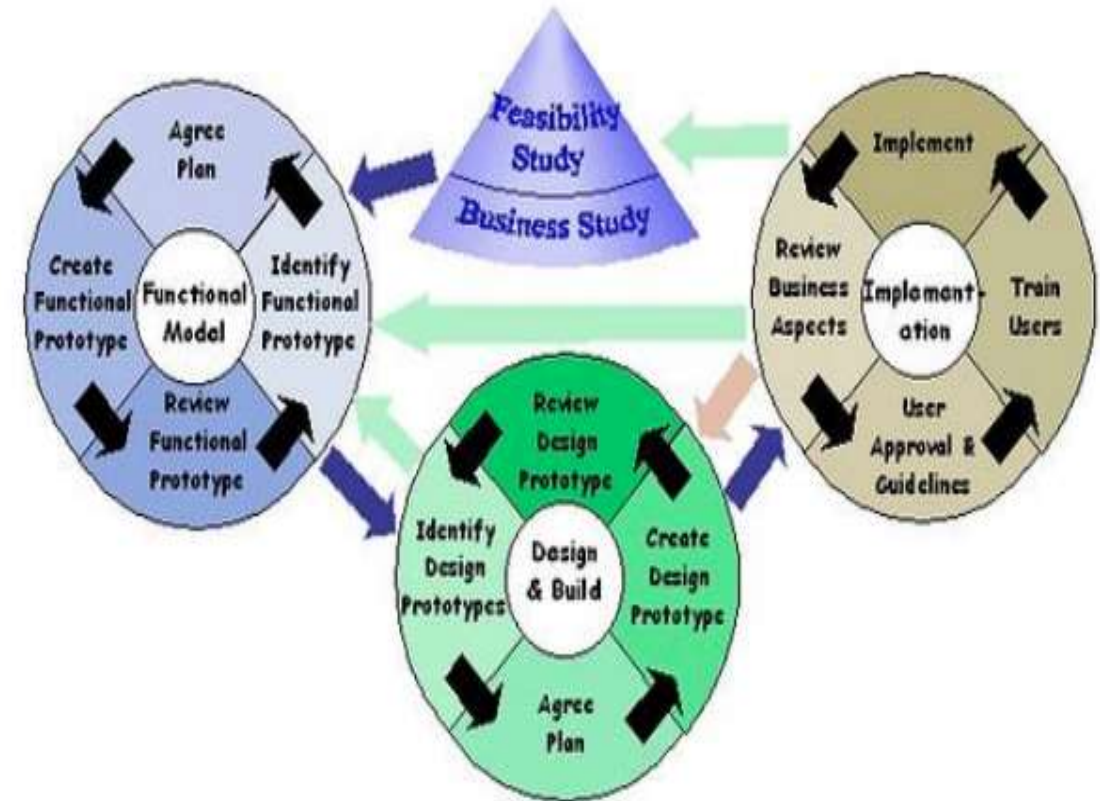 Feasibility
Study
Business Study
Agree
Plan
Create
Functional
Prototype
Functional
Model
Identify
Functional
Prototype
Review
Functional
Prototype
Implement
Review
Business
Aspects
Implement-
ation
Train
Users
User
Approval &
Guidelines
Review
Design
Prototype
Identify
Design
Prototypes
Design
& Build
Create
Design
Prototype
Agree
Plan